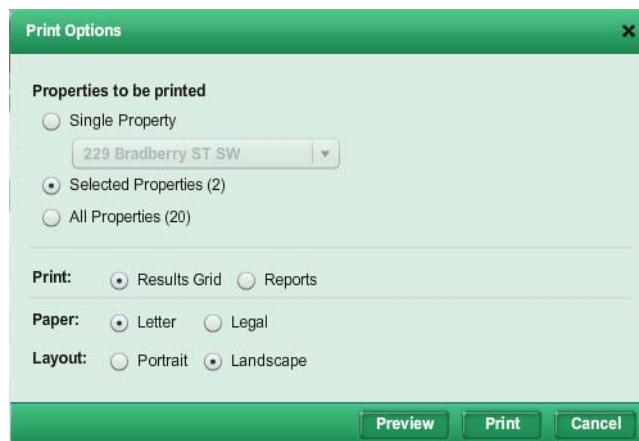 Print Options
Properties to be printed
Single Property
229 Bradberry ST SW
Selected Properties (2)
All Properties (20)
Print: Results Grid Reports
Paper: Letter Legal
Layout: Portrait Landscape
Preview Print Cancel